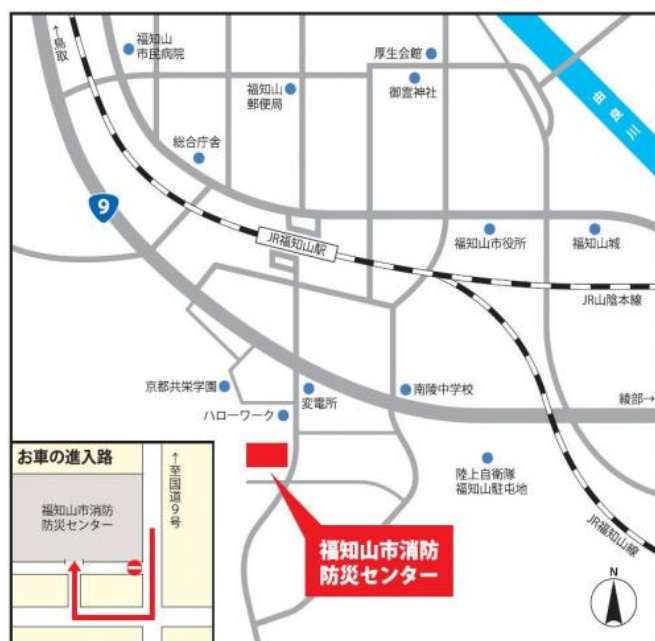 ↑鳥取
福知山
市民病院
厚生会館
福知山
郵便局
御霊神社
由良川
総合庁舎
9
JR福知山駅
福知山市役所
福知山城
JR山陰本線
京都共栄学園
変電所
南陵中学校
ハローワーク
綾部→
陸上自衛隊
福知山駐屯地
JR福知山線
福知山市消防
防災センター
N
お車の進入路
↑至国道9号
福知山市消防
防災センター